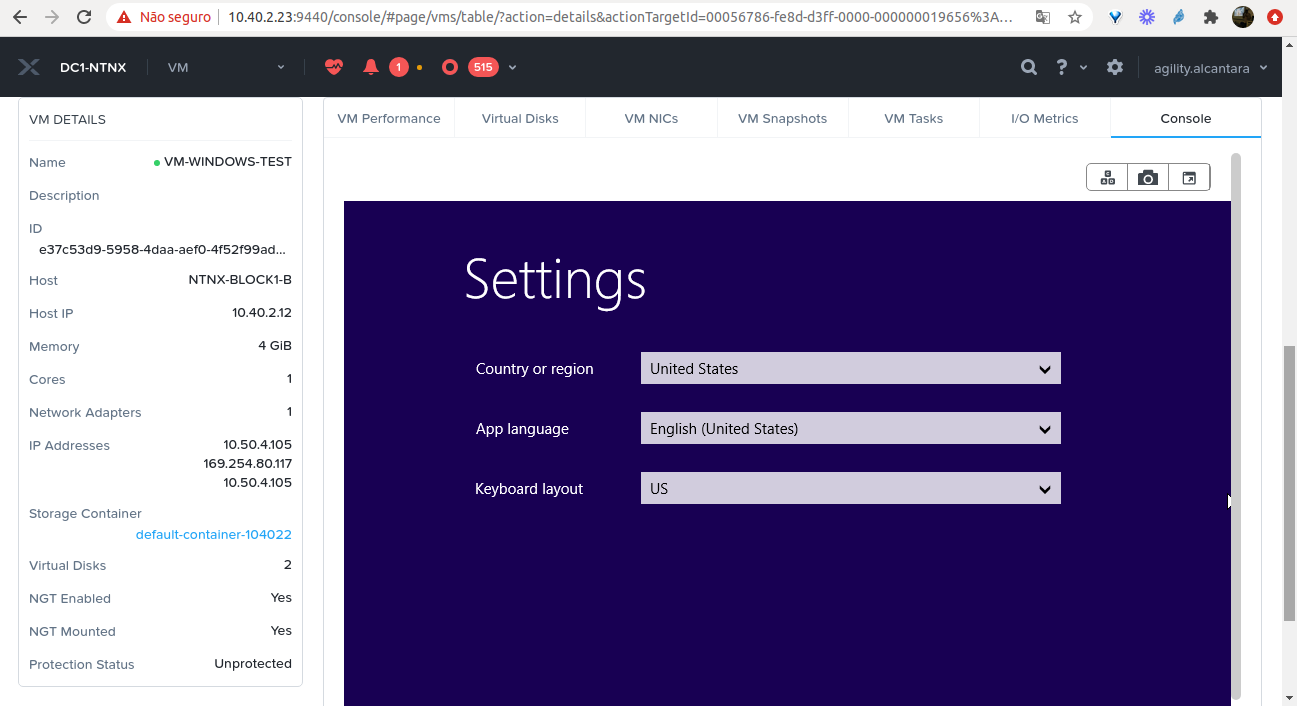 Não seguro
10.40.2.23:9440/console/#page/vms/table/?action=details&actionTargetId=00056786-fe8d-d3ff-0000-000000019656%3A...
DC1-NTNX
VM
1
515
?
agility.alcantara
VM DETAILS
Name
VM-WINDOWS-TEST
Description
ID
e37c53d9-5958-4daa-aef0-4f52f99ad...
Host
NTNX-BLOCK1-B
Host IP
10.40.2.12
Memory
4 GiB
Cores
1
Network Adapters
1
IP Addresses
10.50.4.105
169.254.80.117
10.50.4.105
Storage Container
default-container-104022
Virtual Disks
2
NGT Enabled
Yes
NGT Mounted
Yes
Protection Status
Unprotected
VM Performance
Virtual Disks
VM NICs
VM Snapshots
VM Tasks
I/O Metrics
Console
Settings
Country or region
United States
App language
English (United States)
Keyboard layout
US